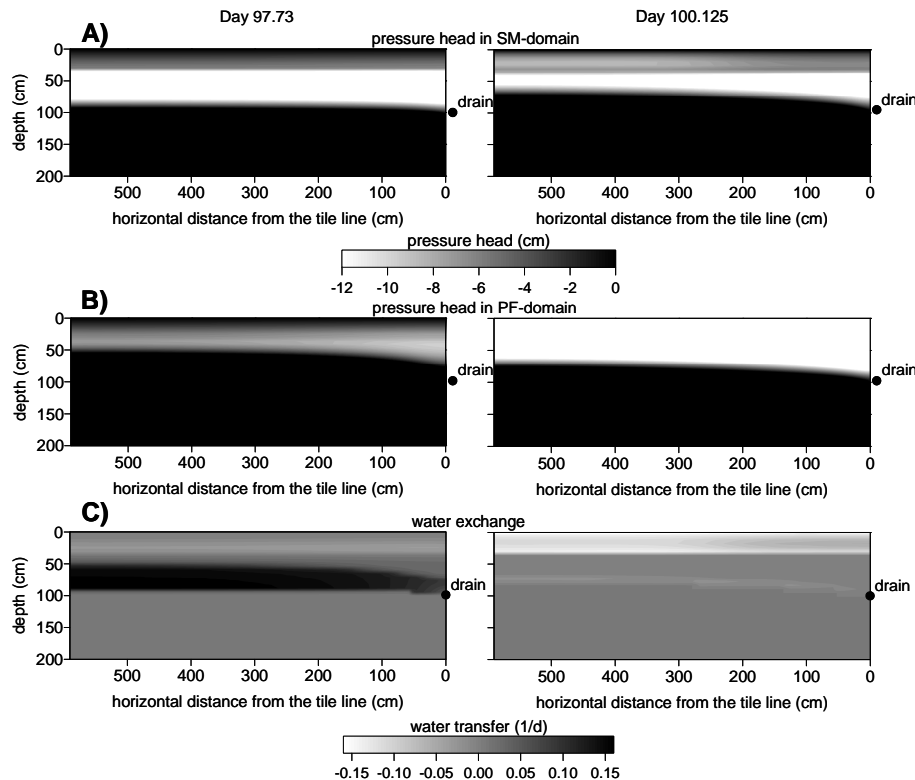 Day 97.73 Day 100.125
A) pressure head in SM-domain
0
50
100
150
200
depth (cm)
drain drain
500 400 300 200 100 0 500 400 300 200 100 0
horizontal distance from the tile line (cm) horizontal distance from the tile line (cm)
pressure head (cm)
-12 -10 -8 -6 -4 -2 0
B) pressure head in PF-domain
0
50
100
150
200
depth (cm)
drain drain
500 400 300 200 100 0 500 400 300 200 100 0
horizontal distance from the tile line (cm) horizontal distance from the tile line (cm)
C) water exchange
0
50
100
150
200
depth (cm)
drain drain
500 400 300 200 100 0 500 400 300 200 100 0
horizontal distance from the tile line (cm) horizontal distance from the tile line (cm)
water transfer (1/d)
-0.15 -0.10 -0.05 0.00 0.05 0.10 0.15